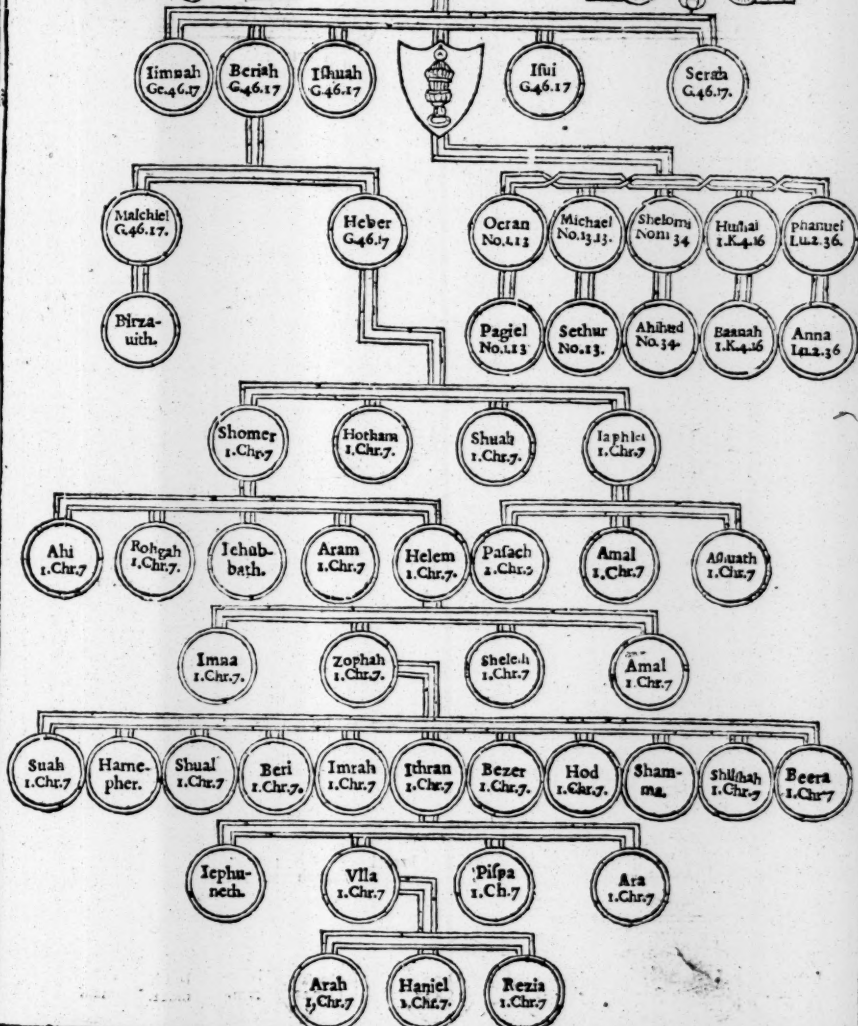 Iimnah
Ge.46.17
Beriah
G.46.17
Iſhuah
G.46.17
Iſui
G.46.17
Serah
G.46.17.
Malchiel
G.46.17.
Heber
G.46.17
Ocran
No.1.13
Michael
No.13.13.
Shelomi
Nom 34
Huſhai
1.K.4.16
Phanuel
Lu.2.36.
Birza-
uith.
Pagiel
No.1.13
Sethur
No.13.
Ahihud
No.34.
Baanah
1.K.4.16
Anna
Lu.2.36
Shomer
1.Chr.7
Hotham
1.Chr.7.
Shuah
1.Chr.7.
Iaphlet
1.Chr.7
Ahi
1.Chr.7
Rohgah
1.Chr.7.
Iehub-
bath.
Aram
1.Chr.7
Helem
1.Chr.7.
Paſach
1.Chr.7
Amal
1.Chr.7
Aſhuath
1.Chr.7
Imna
1.Chr.7.
Zophah
1.Chr.7.
Sheleſh
1.Chr.7
Amal
1.Chr.7
Suah
1.Chr.7
Harne-
pher.
Shual
1.Chr.7
Beri
1.Chr.7.
Imrah
1.Chr.7
Ithran
1.Chr.7
Bezer
1.Chr.7.
Hod
1.Chr.7.
Sham-
ma.
Shilſhah
1.Chr.7
Beera
1.Chr.7
Iephu-
neth.
Vlla
1.Chr.7
Piſpa
1.Ch.7
Ara
1.Chr.7
Arah
1,Chr.7
Haniel
1.Chr.7.
Rezia
1.Chr.7